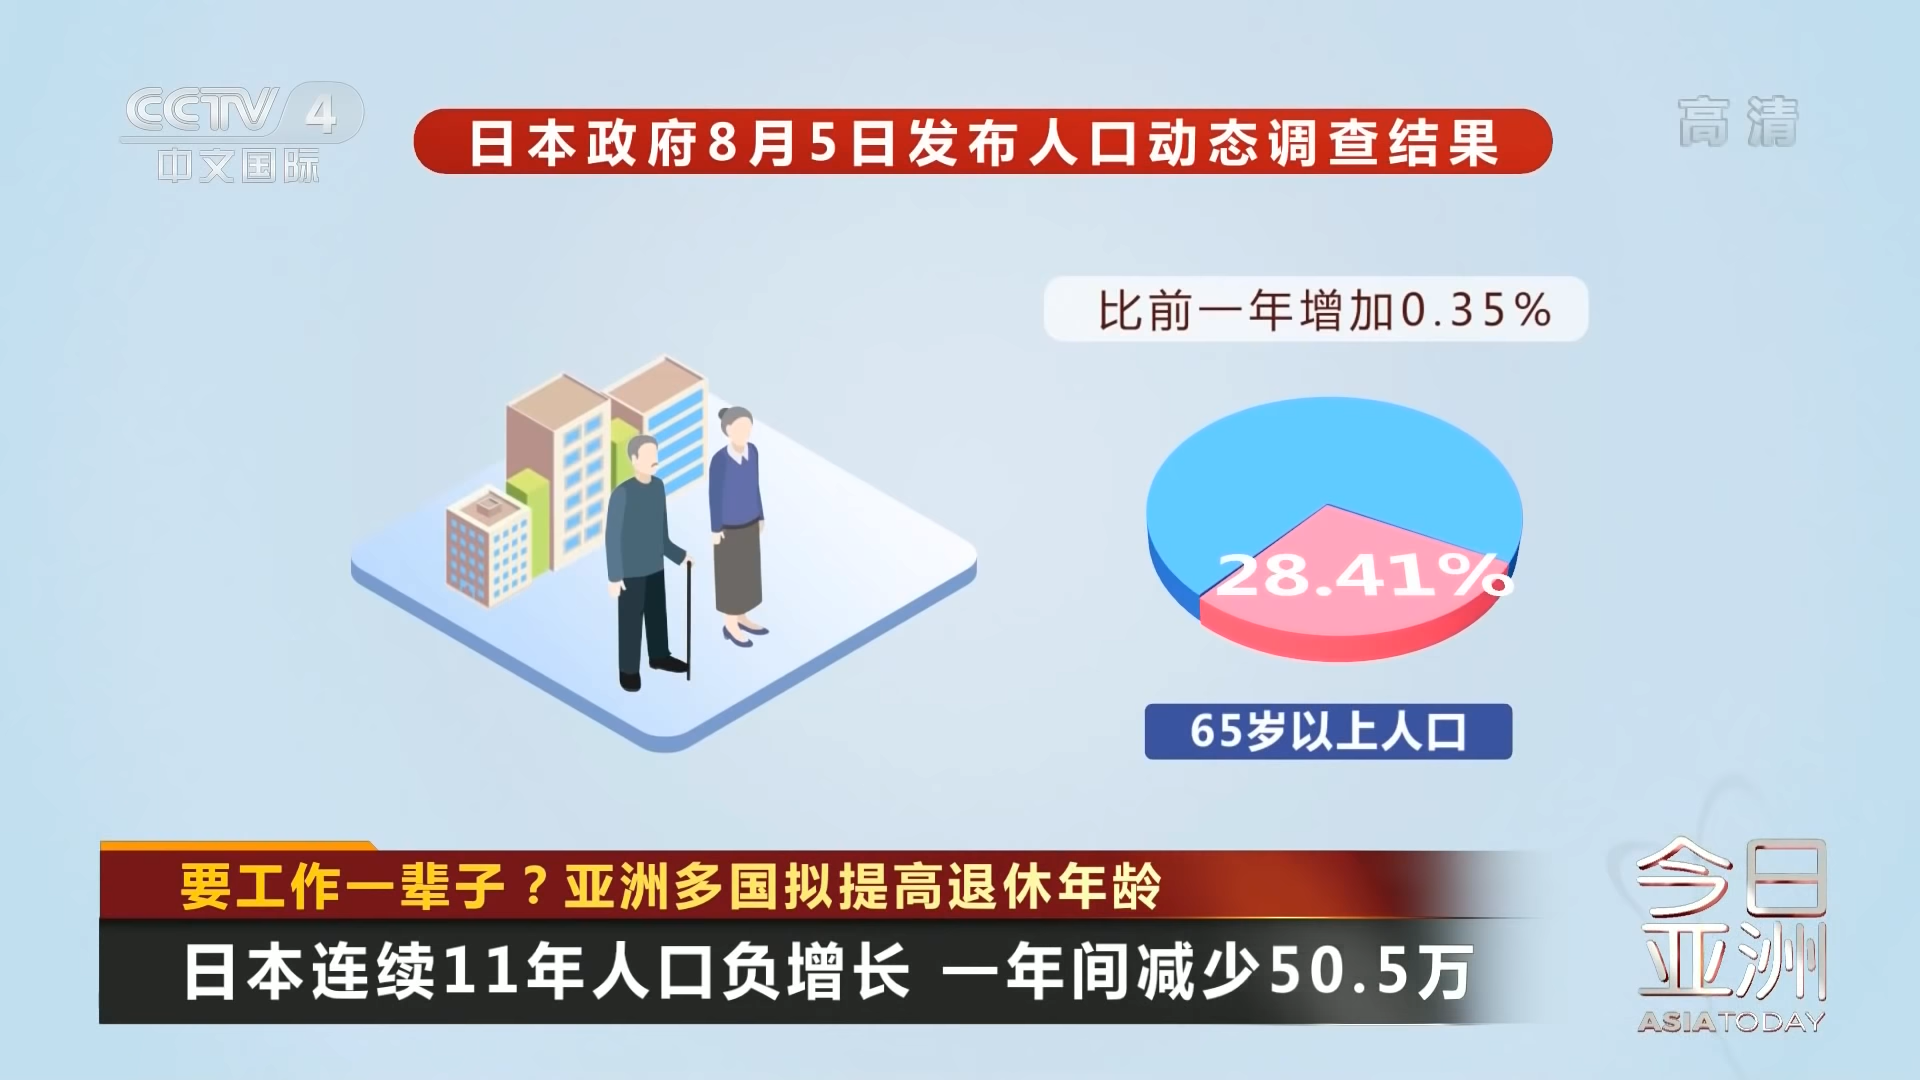 CCTV 4
中文国际
高清
日本政府8月5日发布人口动态调查结果
比前一年增加0.35%
28.41%
65岁以上人口
要工作一辈子？亚洲多国拟提高退休年龄
日本连续11年人口负增长 一年间减少50.5万
今日
亚洲
ASIA TODAY